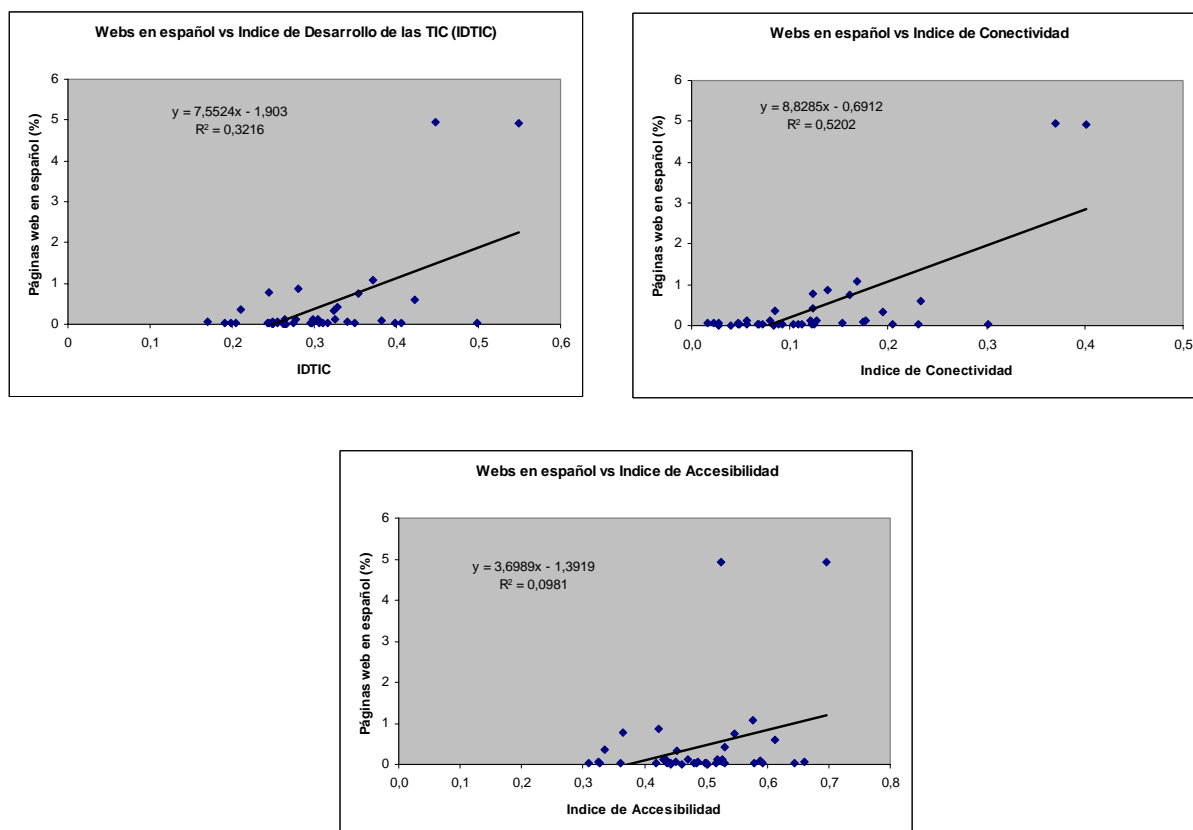 Webs en español vs Indice de Desarrollo de las TIC (IDTIC)
y = 7,5524x - 1,903
R² = 0,3216
0
1
2
3
4
5
6
0
0,1
0,2
0,3
0,4
0,5
0,6
IDTIC
Páginas web en español (%)
Webs en español vs Indice de Conectividad
y = 8,8285x - 0,6912
R² = 0,5202
0
1
2
3
4
5
6
0,0
0,1
0,2
0,3
0,4
0,5
Indice de Conectividad
Páginas web en español (%)
Webs en español vs Indice de Accesibilidad
y = 3,6989x - 1,3919
R² = 0,0981
0
1
2
3
4
5
6
0,0
0,1
0,2
0,3
0,4
0,5
0,6
0,7
0,8
Indice de Accesibilidad
Páginas web en español (%)